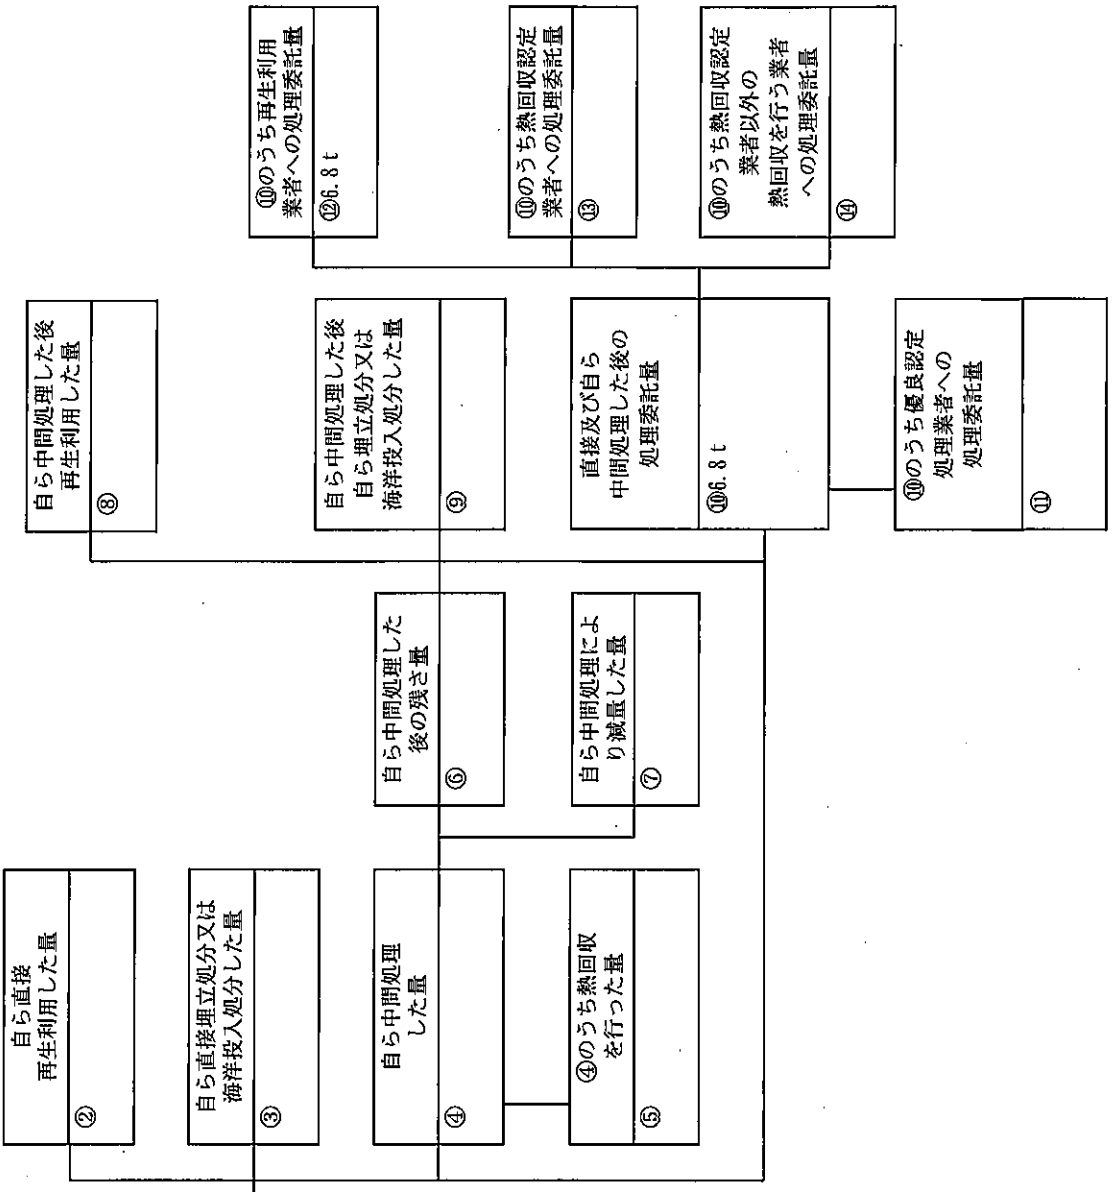 自ら直接
再生利用した量
②
自ら直接埋立処分又は
海洋投入処分した量
③
自ら中間処理
した量
④
④のうち熱回収
を行った量
⑤
自ら中間処理した
後の残さ量
⑥
自ら中間処理によ
り減量した量
⑦
自ら中間処理した後
再生利用した量
⑧
自ら中間処理した後
自ら埋立処分又は
海洋投入処分した量
⑨
直接及び自ら
中間処理した後の
処理委託量
⑩6.8 t
⑩のうち優良認定
処理業者への
処理委託量
⑪
⑩のうち再生利用
業者への処理委託量
⑫6.8 t
⑩のうち熱回収認定
業者への処理委託量
⑬
⑩のうち熱回収認定
業者以外の
熱回収を行う業者
への処理委託量
⑭